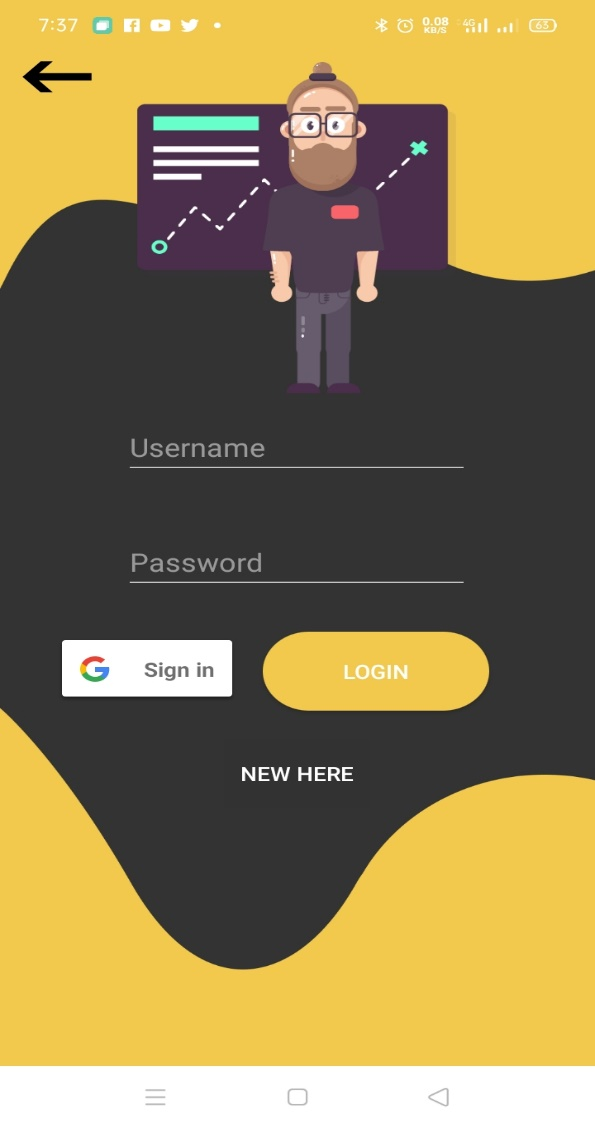 7:37
0.08
KB/S
4G
63
Username
Password
Sign in
LOGIN
NEW HERE